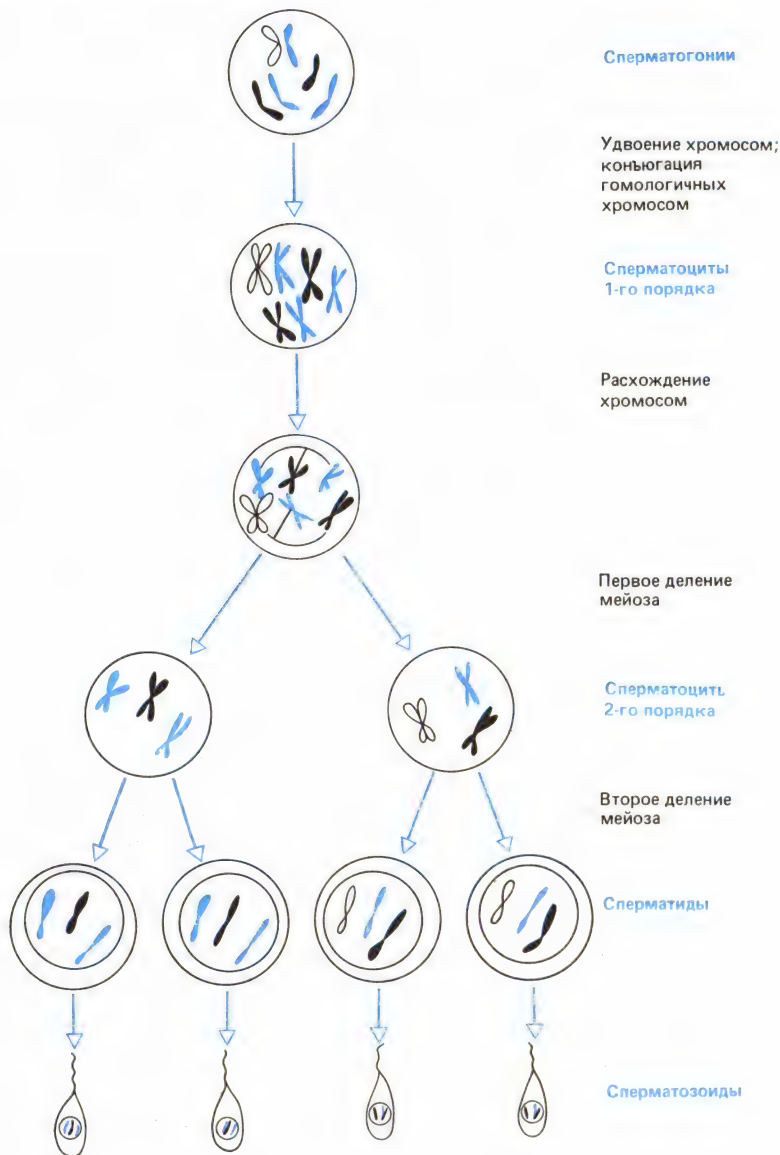 Сперматогонии
Удвоение хромосом;
конъюгация
гомологичных
хромосом
Сперматоциты
1-го порядка
Расхождение
хромосом
Первое деление
мейоза
Сперматоциты
2-го порядка
Второе деление
мейоза
Сперматиды
Сперматозоиды